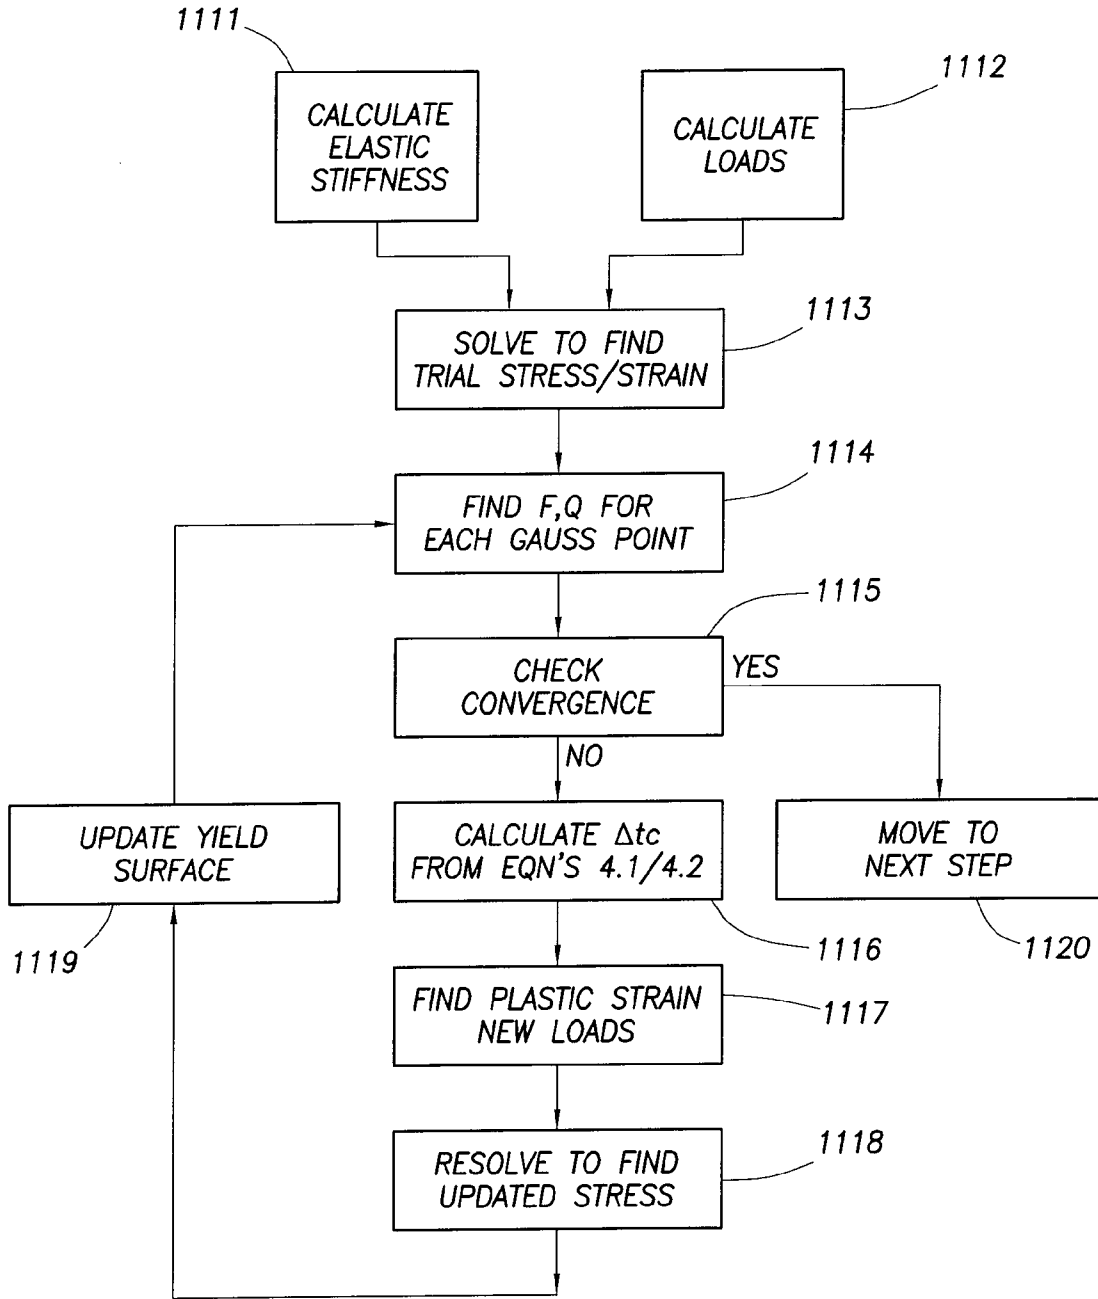 1111
CALCULATE
ELASTIC
STIFFNESS
1112
CALCULATE
LOADS
1113
SOLVE TO FIND
TRIAL STRESS/STRAIN
1114
FIND F,Q FOR
EACH GAUSS POINT
1115
CHECK
CONVERGENCE
YES
NO
UPDATE YIELD
SURFACE
1119
CALCULATE Δtc
FROM EQN'S 4.1/4.2
1116
MOVE TO
NEXT STEP
1120
FIND PLASTIC STRAIN
NEW LOADS
1117
RESOLVE TO FIND
UPDATED STRESS
1118